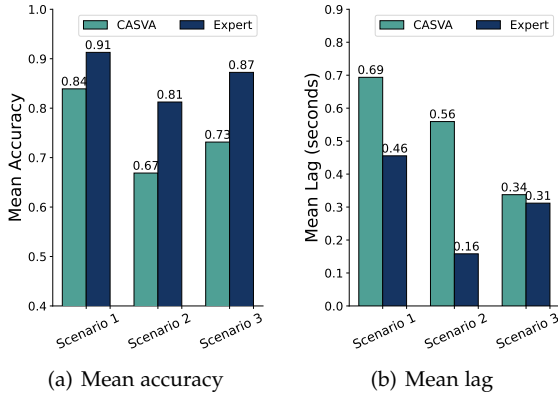 CASVA Expert
Mean Accuracy
1.0
0.9
0.8
0.7
0.6
0.5
0.4
0.84 0.91
0.67 0.81
0.73 0.87
Scenario 1 Scenario 2 Scenario 3
(a) Mean accuracy
CASVA Expert
Mean Lag (seconds)
0.9
0.8
0.7
0.6
0.5
0.4
0.3
0.2
0.1
0.0
0.69 0.46
0.56 0.16
0.34 0.31
Scenario 1 Scenario 2 Scenario 3
(b) Mean lag